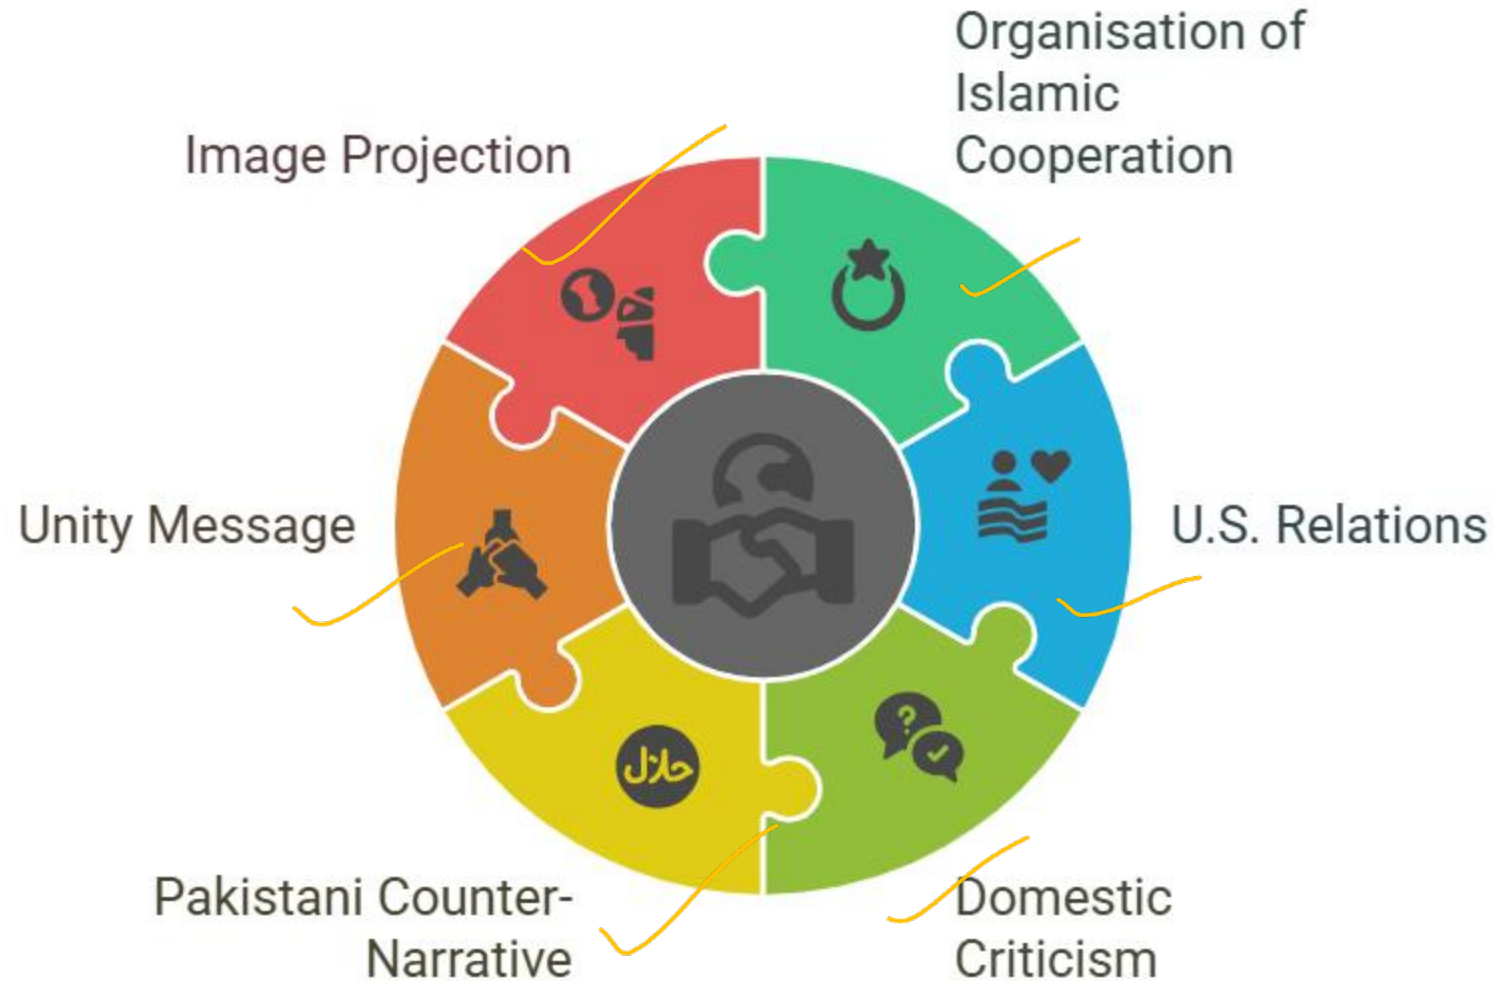 Organisation of
Islamic
Cooperation
Image Projection
Unity Message
U.S. Relations
حلال
Pakistani Counter-
Narrative
Domestic
Criticism